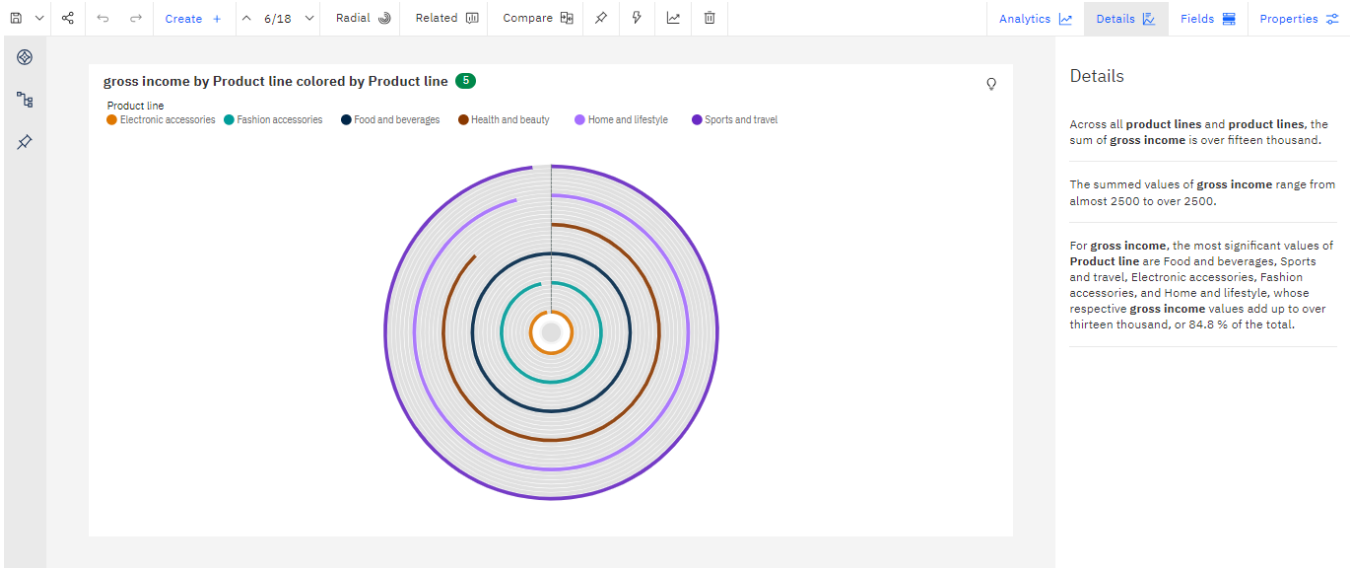 Create +
6/18
Radial
Related
Compare
Analytics
Details
Fields
Properties
gross income by Product line colored by Product line 5
Product line
Electronic accessories Fashion accessories Food and beverages Health and beauty Home and lifestyle Sports and travel
Details
Across all product lines and product lines, the
sum of gross income is over fifteen thousand.
The summed values of gross income range from
almost 2500 to over 2500.
For gross income, the most significant values of
Product line are Food and beverages, Sports
and travel, Electronic accessories, Fashion
accessories, and Home and lifestyle, whose
respective gross income values add up to over
thirteen thousand, or 84.8 % of the total.